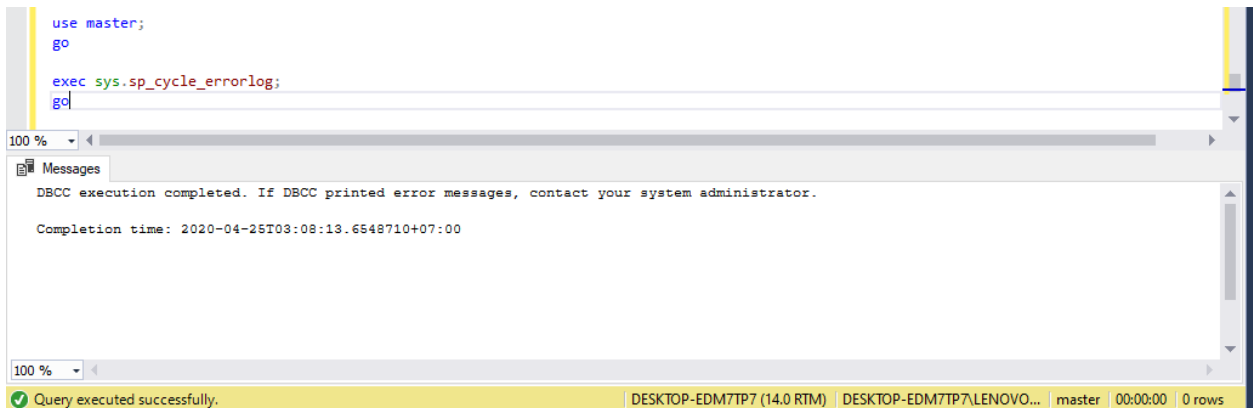 use master;
go
exec sys.sp_cycle_errorlog;
go
100 %
Messages
DBCC execution completed. If DBCC printed error messages, contact your system administrator.
Completion time: 2020-04-25T03:08:13.6548710+07:00
100 %
Query executed successfully. DESKTOP-EDM7TP7 (14.0 RTM) DESKTOP-EDM7TP7\LENOVO... master 00:00:00 0 rows